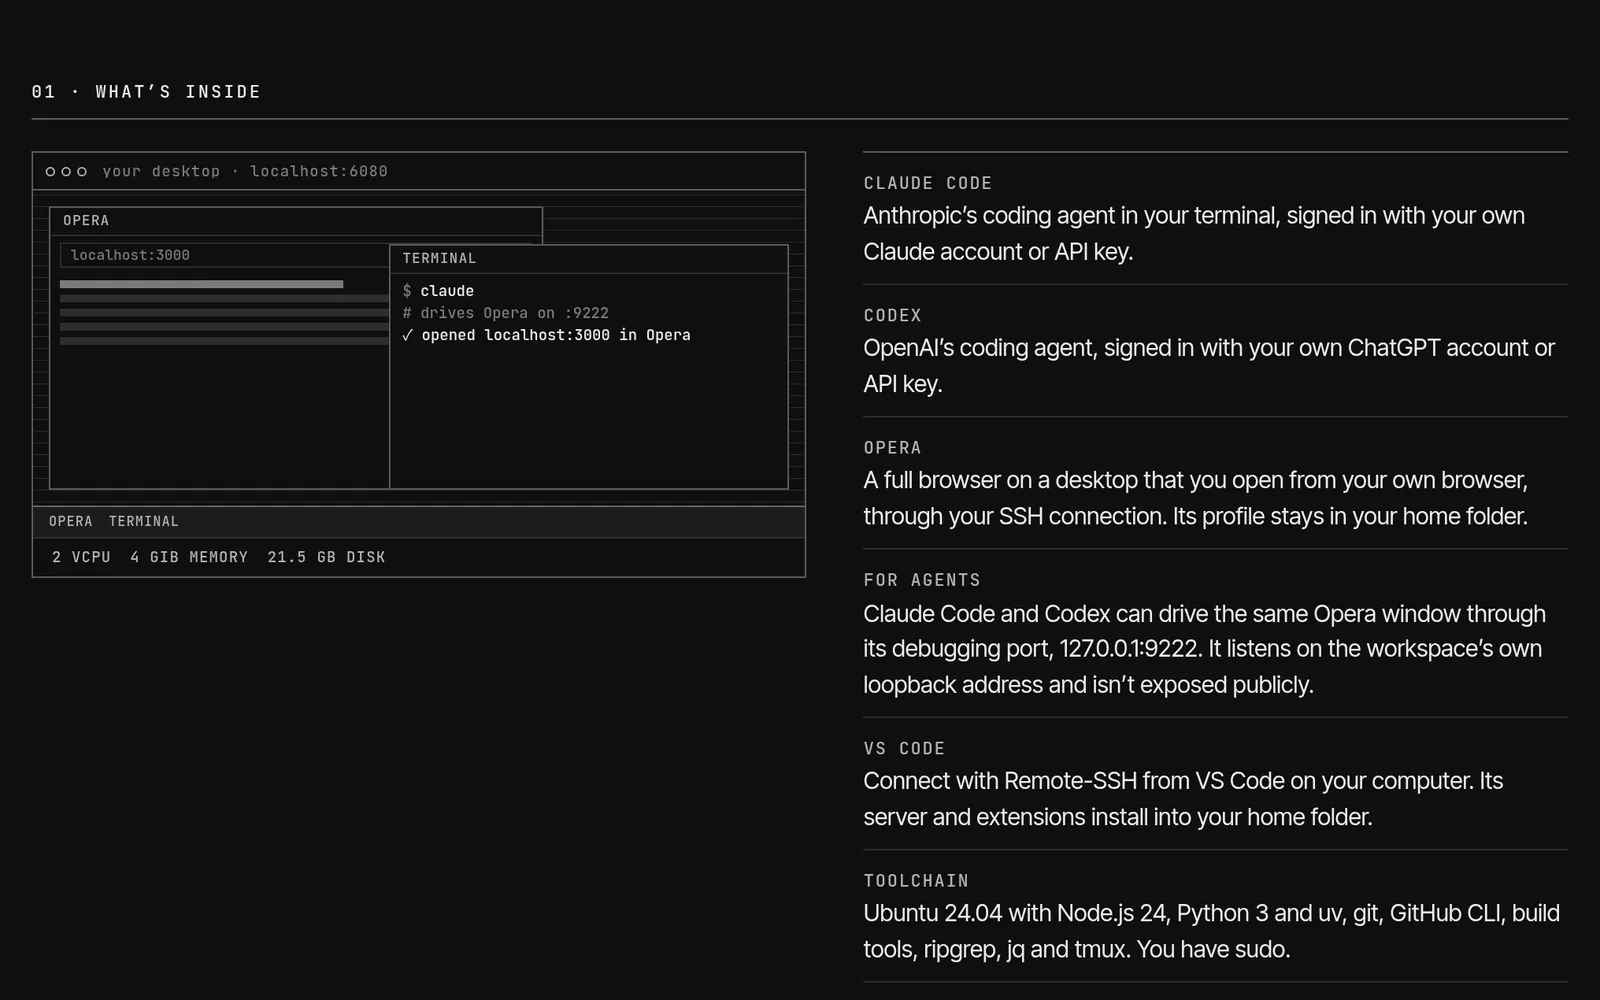 01 · WHAT’S INSIDE
your desktop · localhost:6080
OPERA
localhost:3000
TERMINAL
$ claude
# drives Opera on :9222
✓ opened localhost:3000 in Opera
OPERA TERMINAL
2 VCPU 4 GIB MEMORY 21.5 GB DISK
CLAUDE CODE
Anthropic’s coding agent in your terminal, signed in with your own
Claude account or API key.
CODEX
OpenAI’s coding agent, signed in with your own ChatGPT account or
API key.
OPERA
A full browser on a desktop that you open from your own browser,
through your SSH connection. Its profile stays in your home folder.
FOR AGENTS
Claude Code and Codex can drive the same Opera window through
its debugging port, 127.0.0.1:9222. It listens on the workspace’s own
loopback address and isn’t exposed publicly.
VS CODE
Connect with Remote-SSH from VS Code on your computer. Its
server and extensions install into your home folder.
TOOLCHAIN
Ubuntu 24.04 with Node.js 24, Python 3 and uv, git, GitHub CLI, build
tools, ripgrep, jq and tmux. You have sudo.